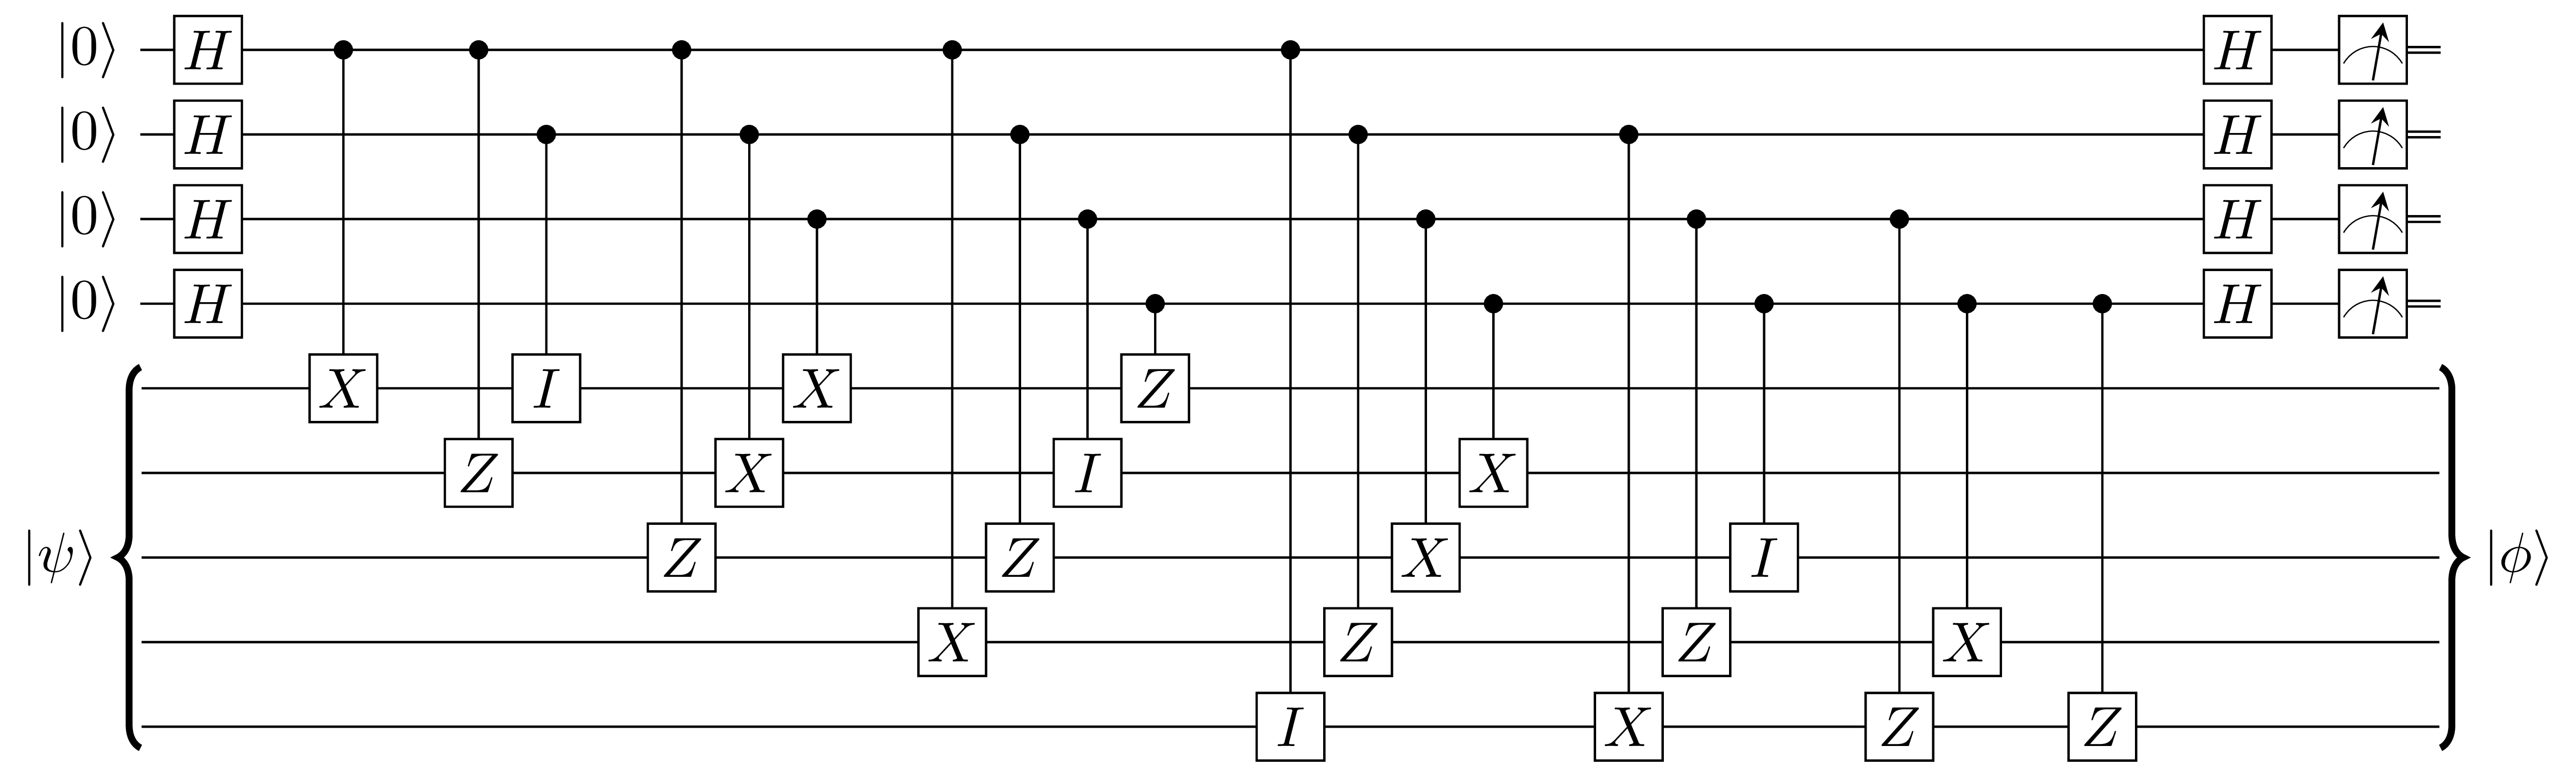 |0⟩ H H
|0⟩ H H
|0⟩ H H
|0⟩ H H
X I X Z
Z X I X
|ψ⟩ Z Z X I |ϕ⟩
X Z Z X
I X Z Z